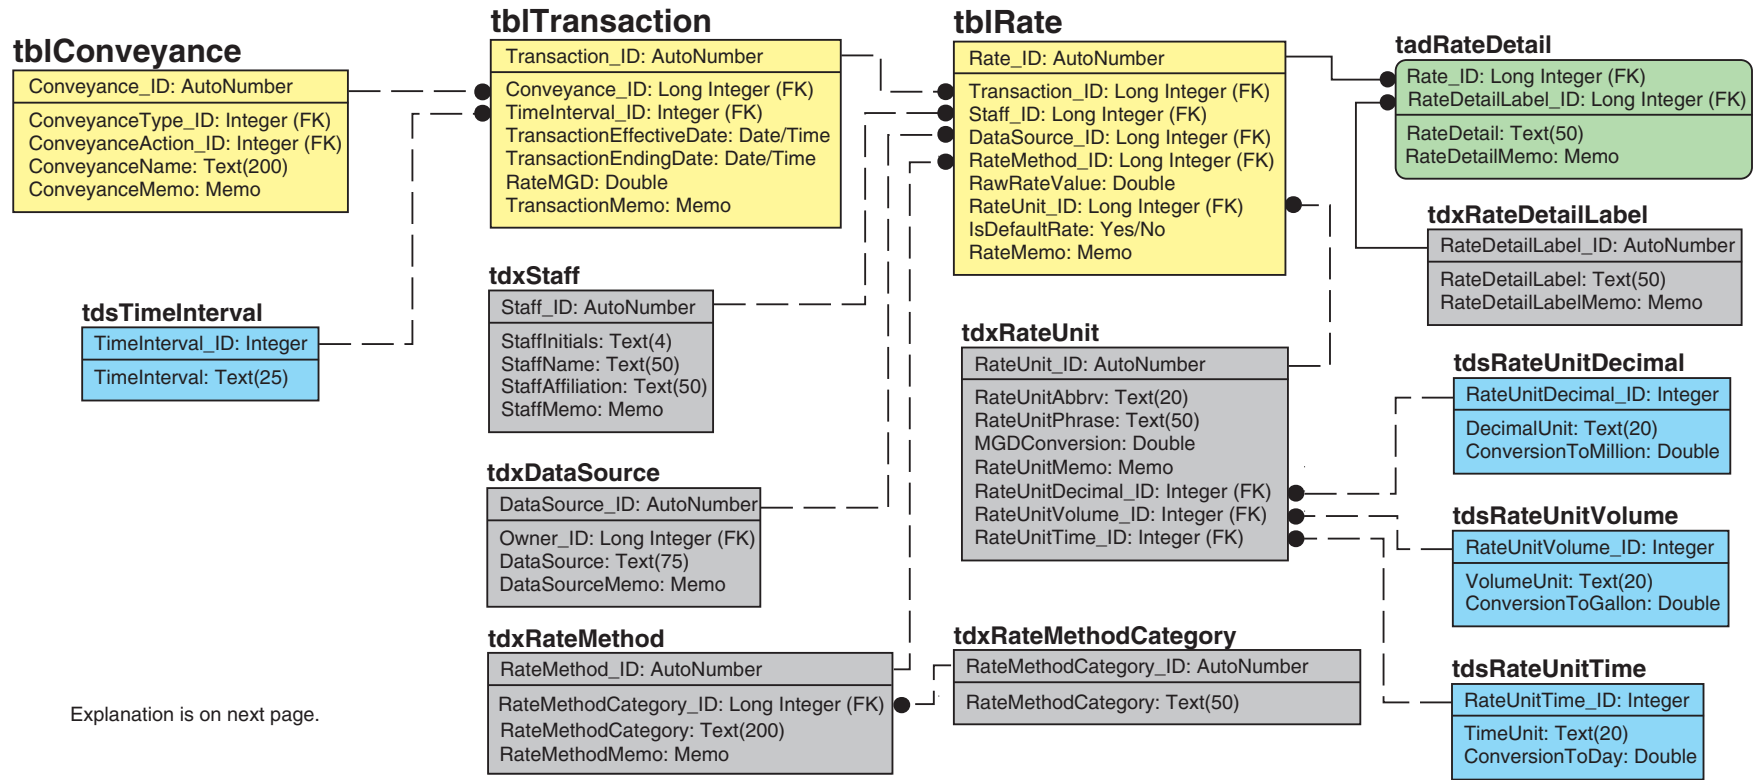 tblConveyance
Conveyance_ID: AutoNumber
ConveyanceType_ID: Integer (FK)
ConveyanceAction_ID: Integer (FK)
ConveyanceName: Text(200)
ConveyanceMemo: Memo
tdsTimeInterval
TimeInterval_ID: Integer
TimeInterval: Text(25)
tblTransaction
Transaction_ID: AutoNumber
Conveyance_ID: Long Integer (FK)
TimeInterval_ID: Integer (FK)
TransactionEffectiveDate: Date/Time
TransactionEndingDate: Date/Time
RateMGD: Double
TransactionMemo: Memo
tdxStaff
Staff_ID: AutoNumber
StaffInitials: Text(4)
StaffName: Text(50)
StaffAffiliation: Text(50)
StaffMemo: Memo
tdxDataSource
DataSource_ID: AutoNumber
Owner_ID: Long Integer (FK)
DataSource: Text(75)
DataSourceMemo: Memo
tdxRateMethod
RateMethod_ID: AutoNumber
RateMethodCategory_ID: Long Integer (FK)
RateMethodCategory: Text(200)
RateMethodMemo: Memo
tblRate
Rate_ID: AutoNumber
Transaction_ID: Long Integer (FK)
Staff_ID: Long Integer (FK)
DataSource_ID: Long Integer (FK)
RateMethod_ID: Long Integer (FK)
RawRateValue: Double
RateUnit_ID: Long Integer (FK)
IsDefaultRate: Yes/No
RateMemo: Memo
tdxRateUnit
RateUnit_ID: AutoNumber
RateUnitAbbrv: Text(20)
RateUnitPhrase: Text(50)
MGDConversion: Double
RateUnitMemo: Memo
RateUnitDecimal_ID: Integer (FK)
RateUnitVolume_ID: Integer (FK)
RateUnitTime_ID: Integer (FK)
tdxRateMethodCategory
RateMethodCategory_ID: AutoNumber
RateMethodCategory: Text(50)
tadRateDetail
Rate_ID: Long Integer (FK)
RateDetailLabel_ID: Long Integer (FK)
RateDetail: Text(50)
RateDetailMemo: Memo
tdxRateDetailLabel
RateDetailLabel_ID: AutoNumber
RateDetailLabel: Text(50)
RateDetailLabelMemo: Memo
tdsRateUnitDecimal
RateUnitDecimal_ID: Integer
DecimalUnit: Text(20)
ConversionToMillion: Double
tdsRateUnitVolume
RateUnitVolume_ID: Integer
VolumeUnit: Text(20)
ConversionToGallon: Double
tdsRateUnitTime
RateUnitTime_ID: Integer
TimeUnit: Text(20)
ConversionToDay: Double
Explanation is on next page.